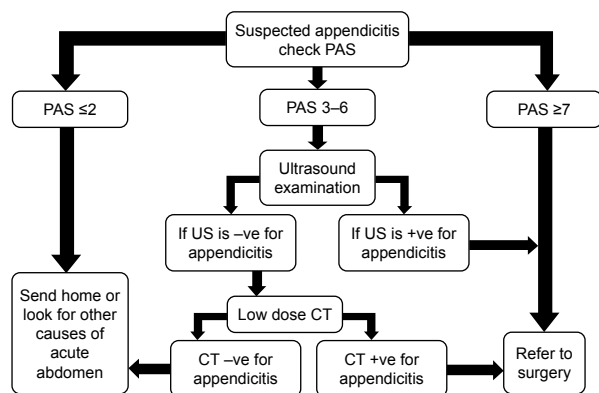 Suspected appendicitis
check PAS
PAS ≤2
PAS 3–6
PAS ≥7
Ultrasound
examination
If US is –ve for
appendicitis
If US is +ve for
appendicitis
Send home or
look for other
causes of
acute
abdomen
Low dose CT
CT –ve for
appendicitis
CT +ve for
appendicitis
Refer to
surgery